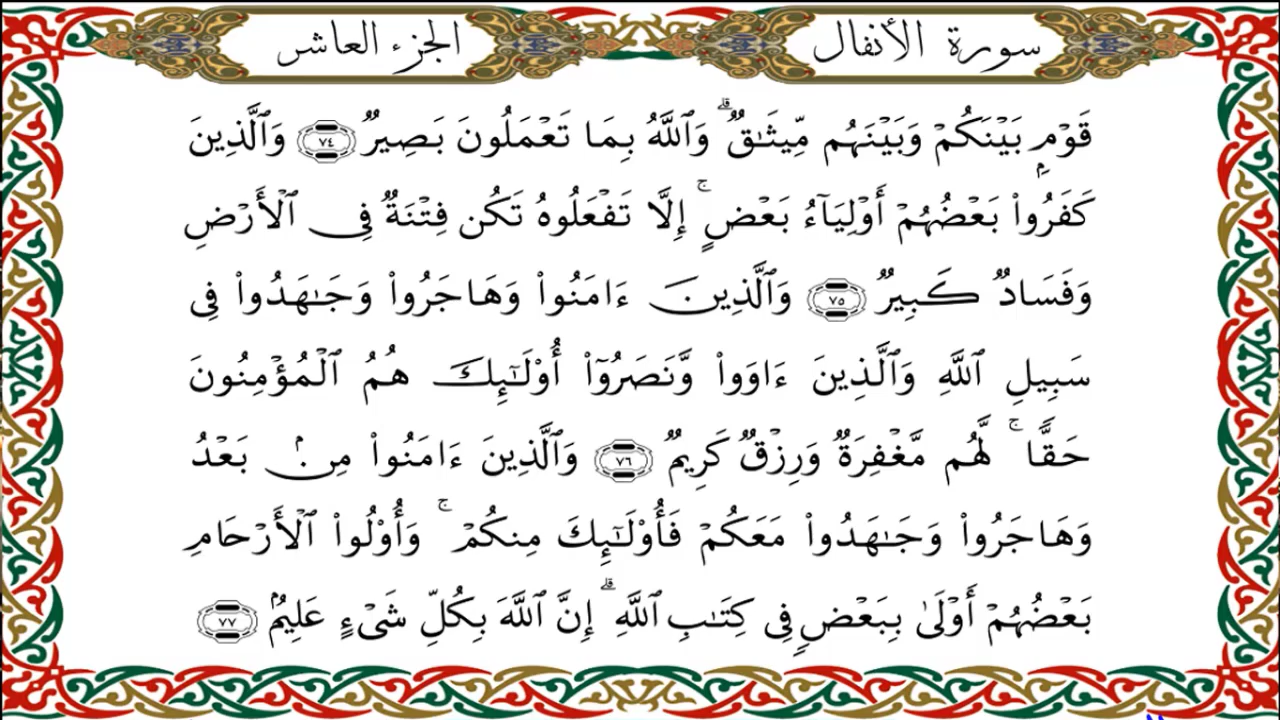 سورة الأنفال
الجزء العاشر
قَوْمِۭ بَيْنَكُمْ وَبَيْنَهُم مِّيثَـٰقٌ ۗ وَٱللَّهُ بِمَا تَعْمَلُونَ بَصِيرٌ ٧٤ وَٱلَّذِينَ
كَفَرُوا۟ بَعْضُهُمْ أَوْلِيَآءُ بَعْضٍ ۚ إِلَّا تَفْعَلُوهُ تَكُن فِتْنَةٌ فِى ٱلْأَرْضِ
وَفَسَادٌ كَبِيرٌ ٧٥ وَٱلَّذِينَ ءَامَنُوا۟ وَهَاجَرُوا۟ وَجَـٰهَدُوا۟ فِى
سَبِيلِ ٱللَّهِ وَٱلَّذِينَ ءَاوَوا۟ وَّنَصَرُوٓا۟ أُو۟لَـٰٓئِكَ هُمُ ٱلْمُؤْمِنُونَ
حَقًّا ۚ لَّهُم مَّغْفِرَةٌ وَرِزْقٌ كَرِيمٌ ٧٦ وَٱلَّذِينَ ءَامَنُوا۟ مِنۢ بَعْدُ
وَهَاجَرُوا۟ وَجَـٰهَدُوا۟ مَعَكُمْ فَأُو۟لَـٰٓئِكَ مِنكُمْ ۚ وَأُو۟لُوا۟ ٱلْأَرْحَامِ
بَعْضُهُمْ أَوْلَىٰ بِبَعْضٍ فِى كِتَـٰبِ ٱللَّهِ ۗ إِنَّ ٱللَّهَ بِكُلِّ شَىْءٍ عَلِيمٌۢ ٧٧